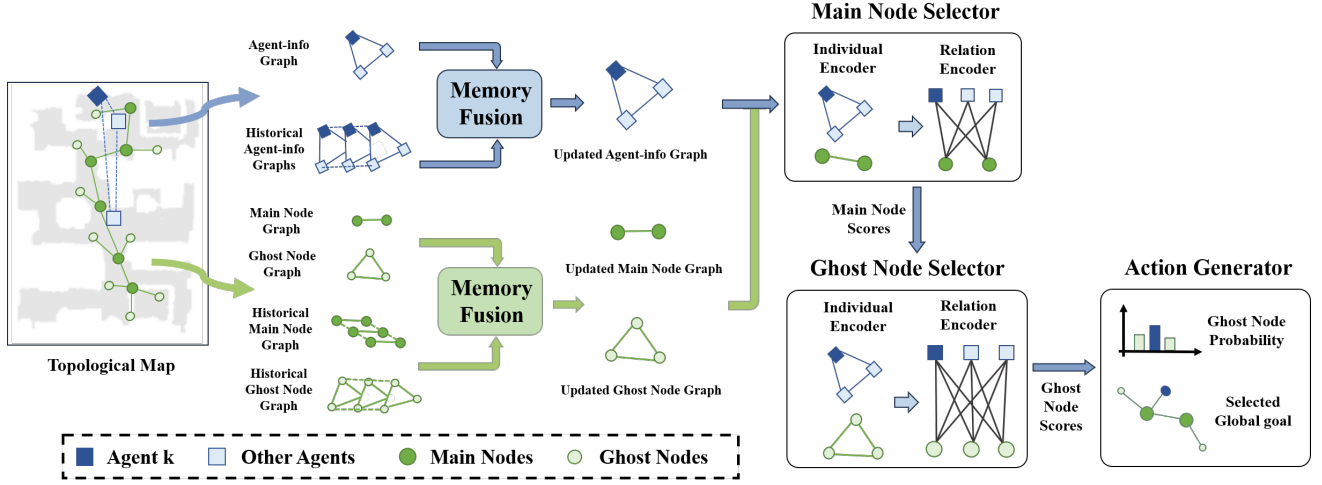 Topological Map
Agent-info
Graph
Historical
Agent-info
Graphs
Main Node
Graph
Ghost Node
Graph
Historical
Main Node
Graph
Historical
Ghost Node
Graph
Memory
Fusion
Memory
Fusion
Updated Agent-info Graph
Updated Main Node Graph
Updated Ghost Node Graph
Main Node Selector
Individual
Encoder
Relation
Encoder
Main Node
Scores
Ghost Node Selector
Individual
Encoder
Relation
Encoder
Ghost
Node
Scores
Action Generator
Ghost Node
Probability
Selected
Global goal
Agent k
Other Agents
Main Nodes
Ghost Nodes